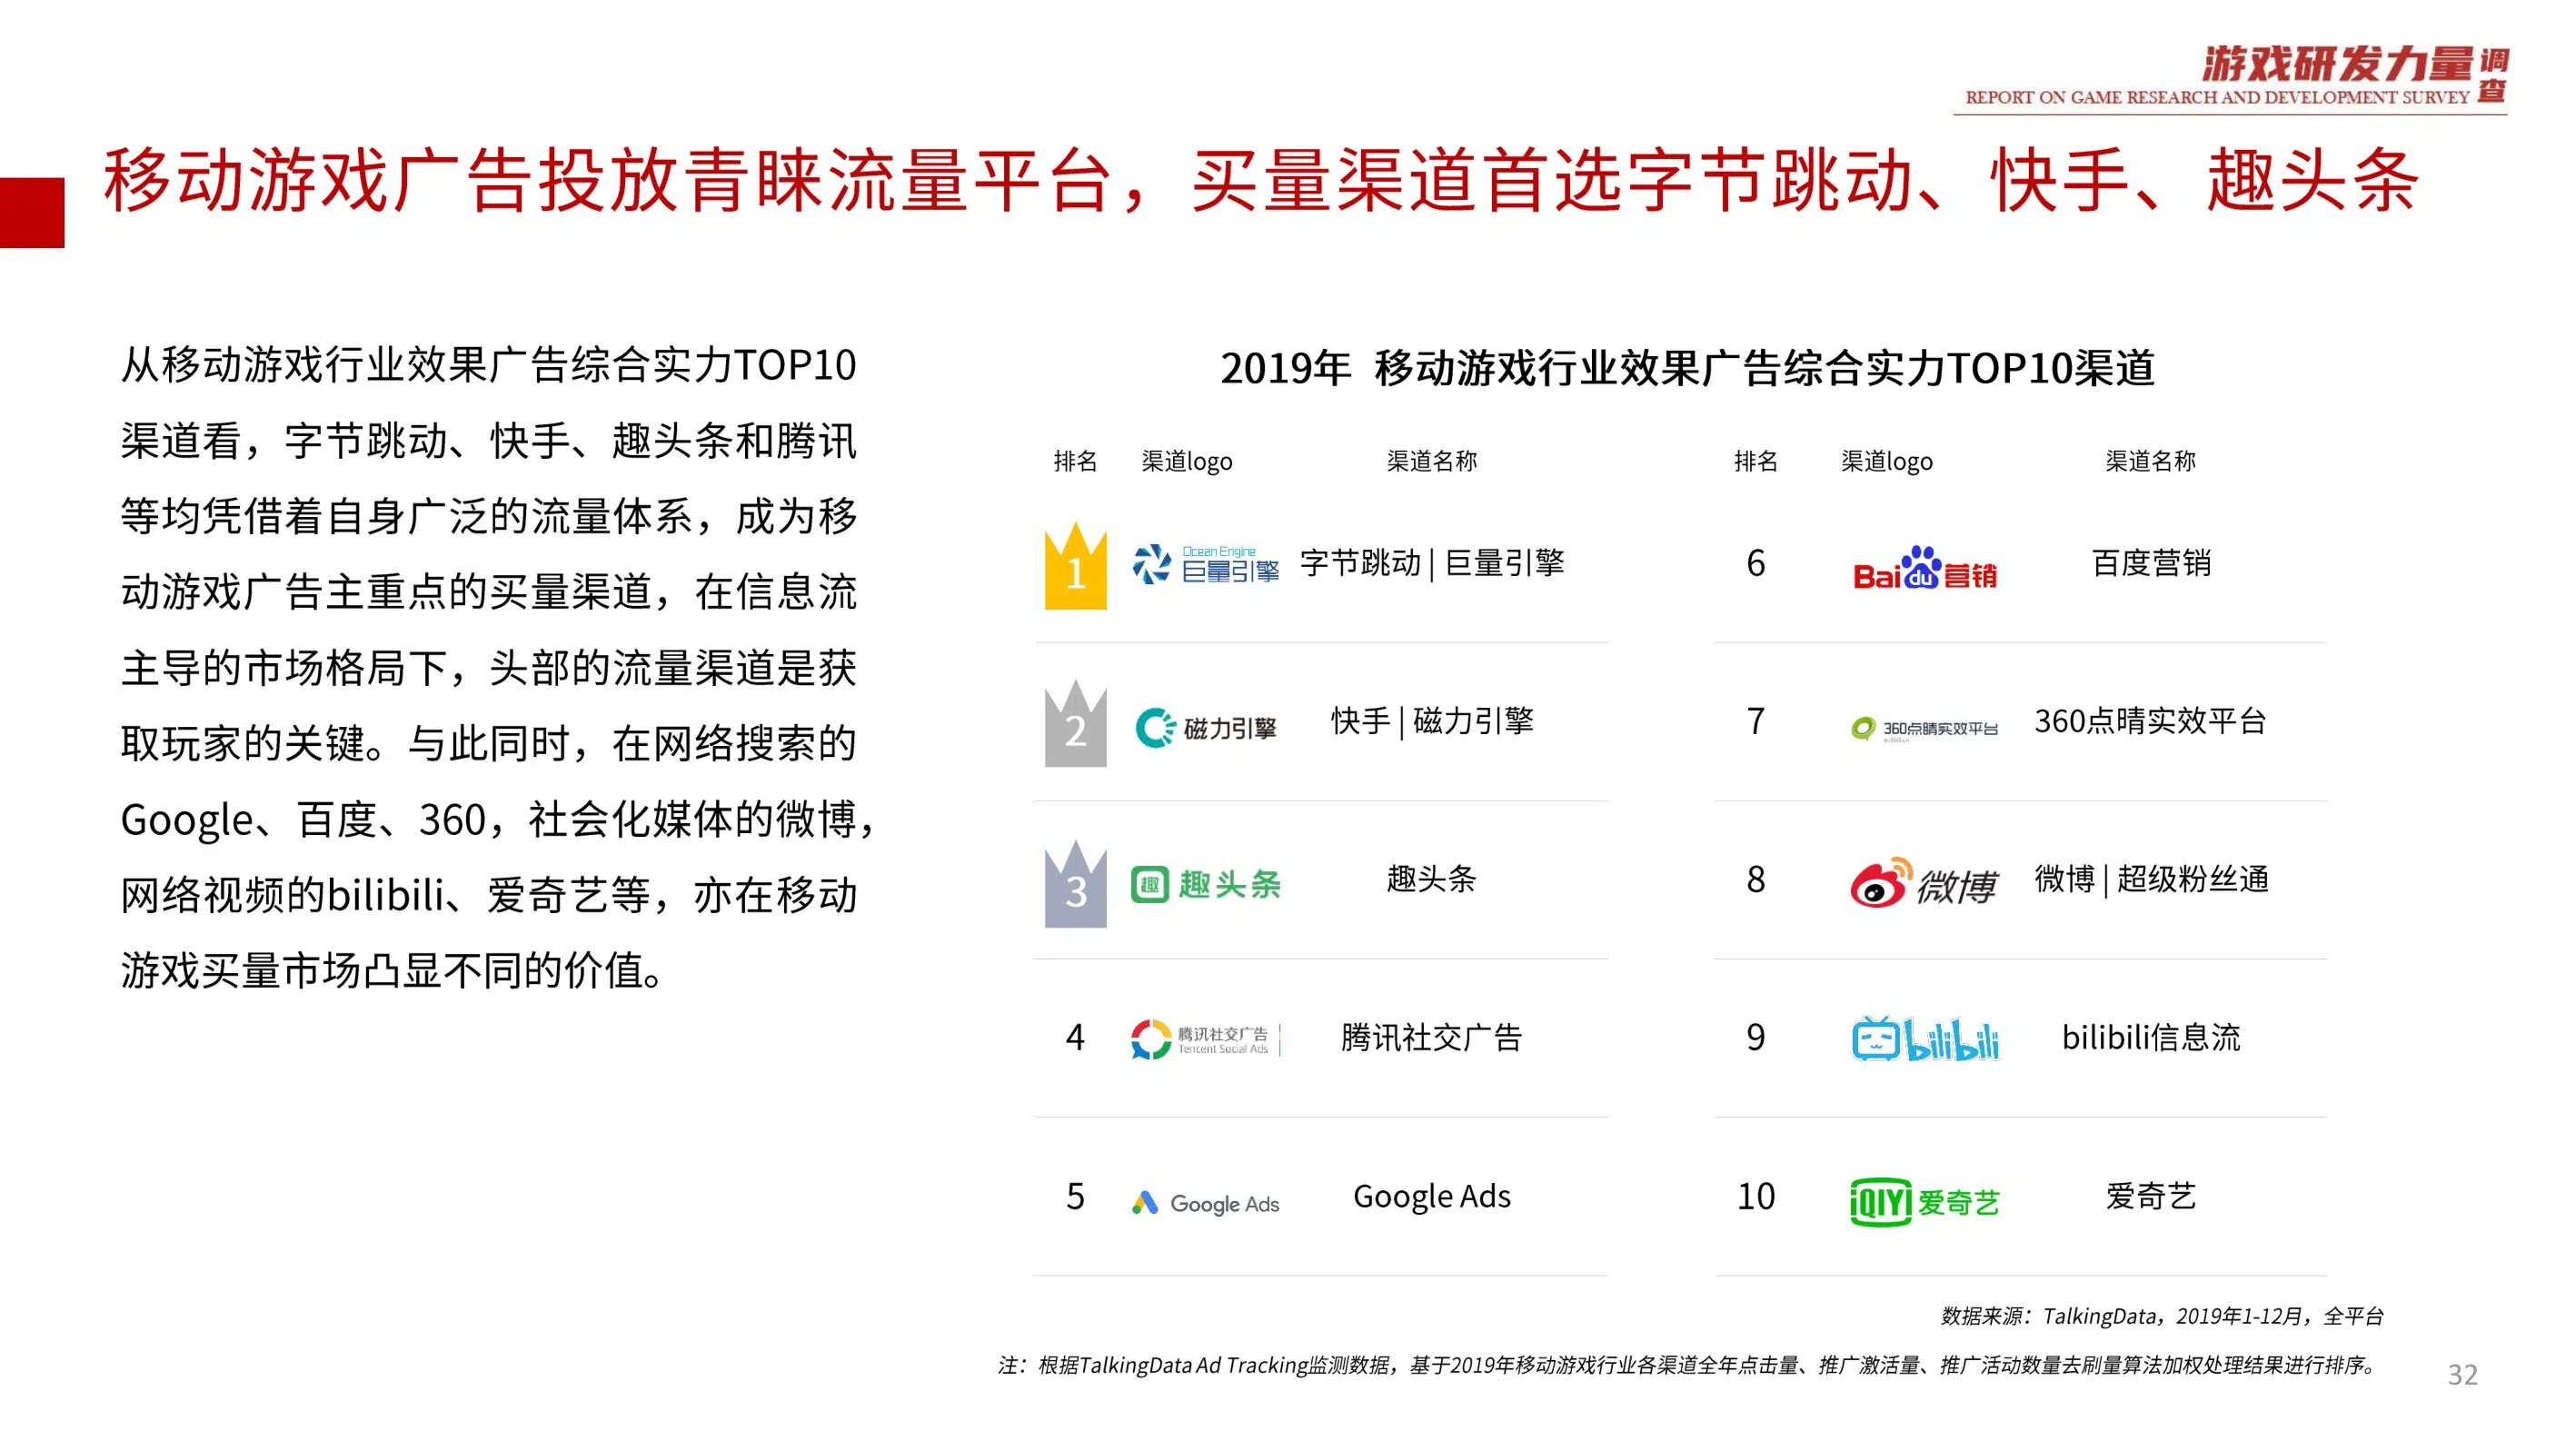 游戏研发力量调查
REPORT ON GAME RESEARCH AND DEVELOPMENT SURVEY
移动游戏广告投放青睐流量平台，买量渠道首选字节跳动、快手、趣头条
从移动游戏行业效果广告综合实力TOP10
渠道看，字节跳动、快手、趣头条和腾讯
等均凭借着自身广泛的流量体系，成为移
动游戏广告主重点的买量渠道，在信息流
主导的市场格局下，头部的流量渠道是获
取玩家的关键。与此同时，在网络搜索的
Google、百度、360，社会化媒体的微博，
网络视频的bilibili、爱奇艺等，亦在移动
游戏买量市场凸显不同的价值。
2019年 移动游戏行业效果广告综合实力TOP10渠道
排名 渠道logo 渠道名称
1 Ocean Engine 巨量引擎 字节跳动 | 巨量引擎
2 磁力引擎 快手 | 磁力引擎
3 趣 趣头条 趣头条
4 腾讯社交广告 Tencent Social Ads 腾讯社交广告
5 Google Ads Google Ads
排名 渠道logo 渠道名称
6 Baidu营销 百度营销
7 360点睛实效平台 e.360.cn 360点晴实效平台
8 微博 微博 | 超级粉丝通
9 bilibili bilibili信息流
10 iQIYI 爱奇艺 爱奇艺
数据来源：TalkingData，2019年1-12月，全平台
注：根据TalkingData Ad Tracking监测数据，基于2019年移动游戏行业各渠道全年点击量、推广激活量、推广活动数量去刷量算法加权处理结果进行排序。
32